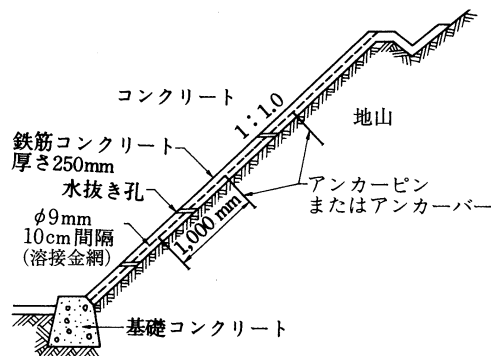 コンクリート
1:1.0
地山
鉄筋コンクリート
厚さ250mm
水抜き孔
アンカーピン
またはアンカーバー
φ9mm
10cm間隔
(溶接金網)
1,000 mm
基礎コンクリート